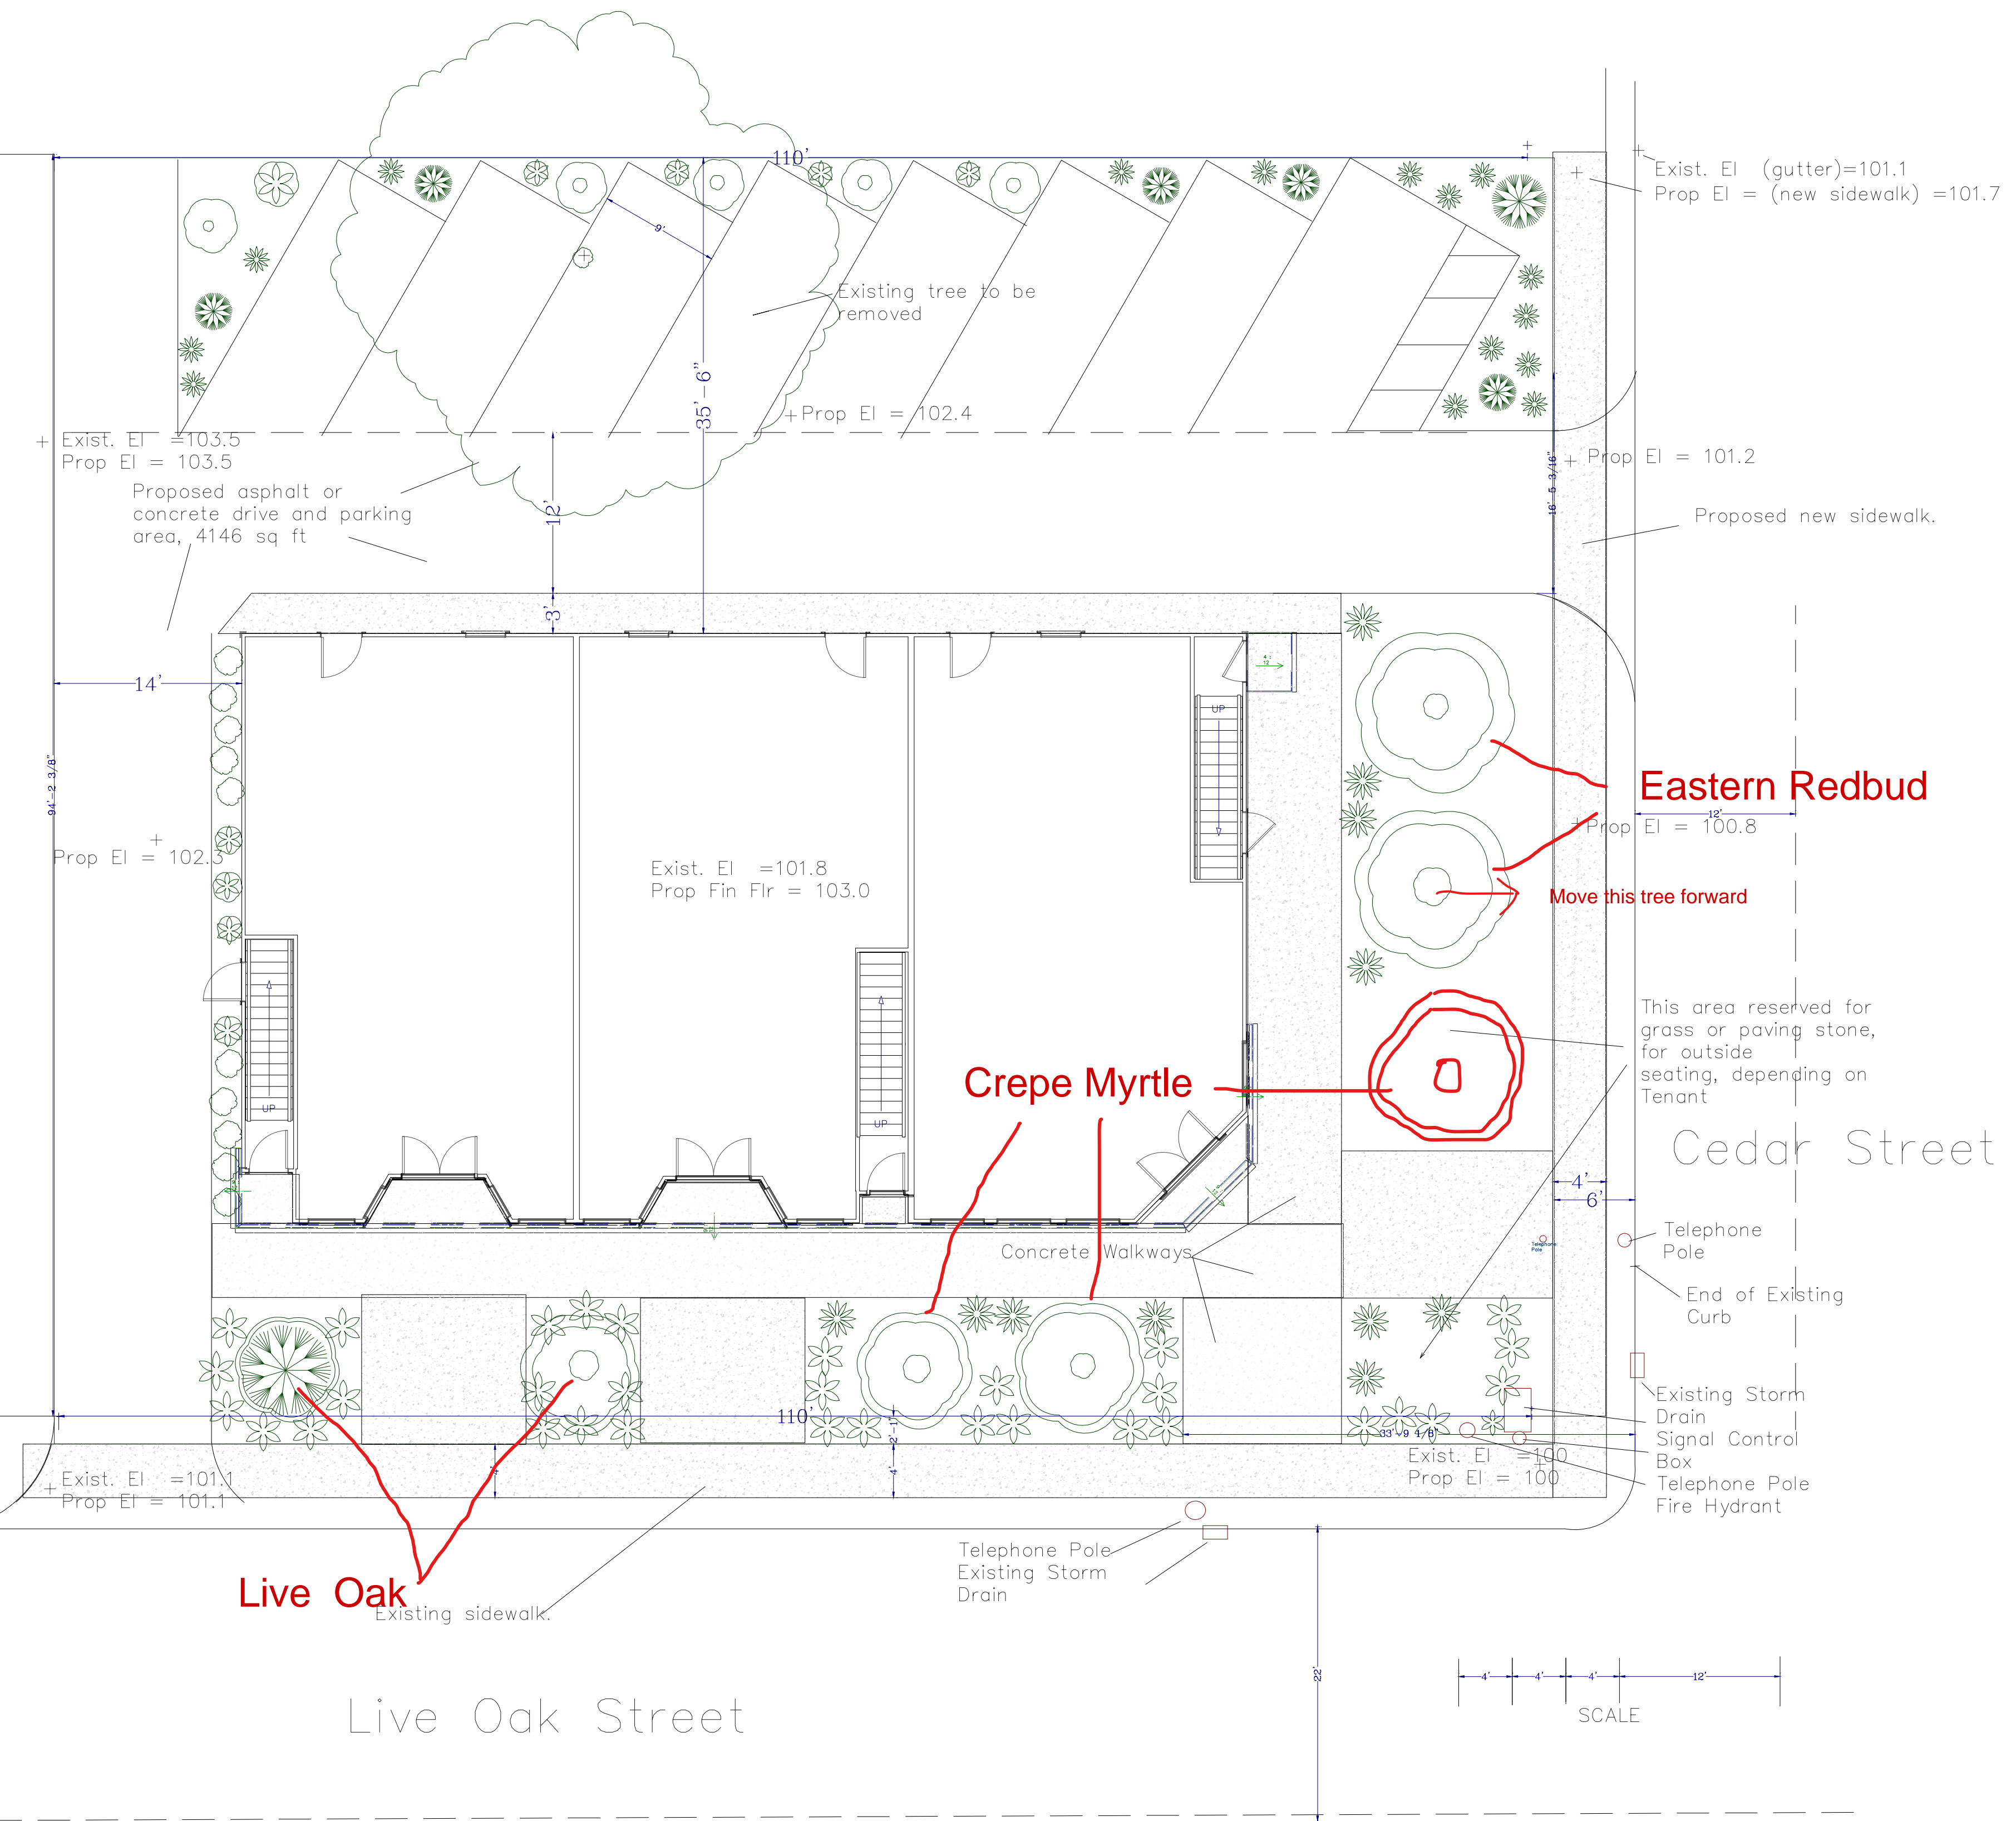 110'
Exist. El (gutter)=101.1
Prop El = (new sidewalk) =101.7
9'
Existing tree to be
removed
35'-6"
Prop El = 102.4
Exist. El =103.5
Prop El = 103.5
Prop El = 101.2
16' 5 3/16"
Proposed asphalt or
concrete drive and parking
area, 4146 sq ft
12'
Proposed new sidewalk.
3'
14'
4 :
12
UP
94'-2 3/8"
Eastern Redbud
12'
Prop El = 100.8
Prop El = 102.3
Exist. El =101.8
Prop Fin Flr = 103.0
Move this tree forward
This area reserved for
grass or paving stone,
for outside
seating, depending on
Tenant
Crepe Myrtle
UP
UP
Cedar Street
4'
6'
Telephone
Pole
Telephone
Pole
Concrete Walkways
End of Existing
Curb
Existing Storm
Drain
Signal Control
Box
Telephone Pole
Fire Hydrant
110'
2'-1"
33'-9 4/8"
4'
4'
Exist. El =100
Prop El = 100
Exist. El =101.1
Prop El = 101.1
Telephone Pole
Existing Storm
Drain
Live Oak
Existing sidewalk.
22'
4'
4'
4'
12'
SCALE
Live Oak Street